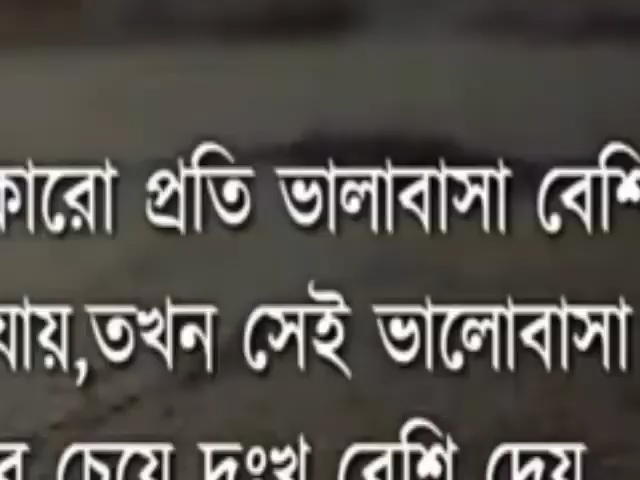 কারো প্রতি ভালাবাসা বেশি
যায়,তখন সেই ভালোবাসা
র চেয়ে দুঃখ বেশি দেয়